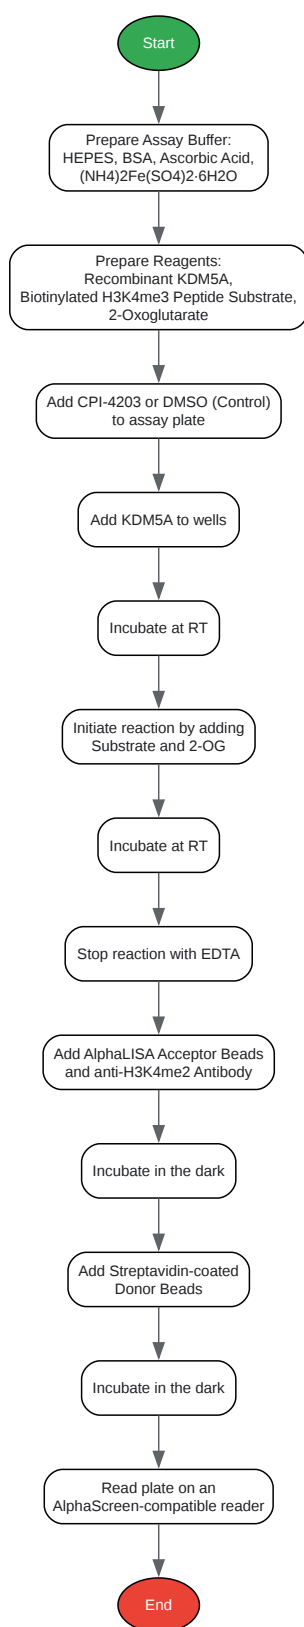 Start
Prepare Assay Buffer:
HEPES, BSA, Ascorbic Acid,
(NH4)2Fe(SO4)2·6H2O
Prepare Reagents:
Recombinant KDM5A,
Biotinylated H3K4me3 Peptide Substrate,
2-Oxoglutarate
Add CPI-4203 or DMSO (Control)
to assay plate
Add KDM5A to wells
Incubate at RT
Initiate reaction by adding
Substrate and 2-OG
Incubate at RT
Stop reaction with EDTA
Add AlphaLISA Acceptor Beads
and anti-H3K4me2 Antibody
Incubate in the dark
Add Streptavidin-coated
Donor Beads
Incubate in the dark
Read plate on an
AlphaScreen-compatible reader
End